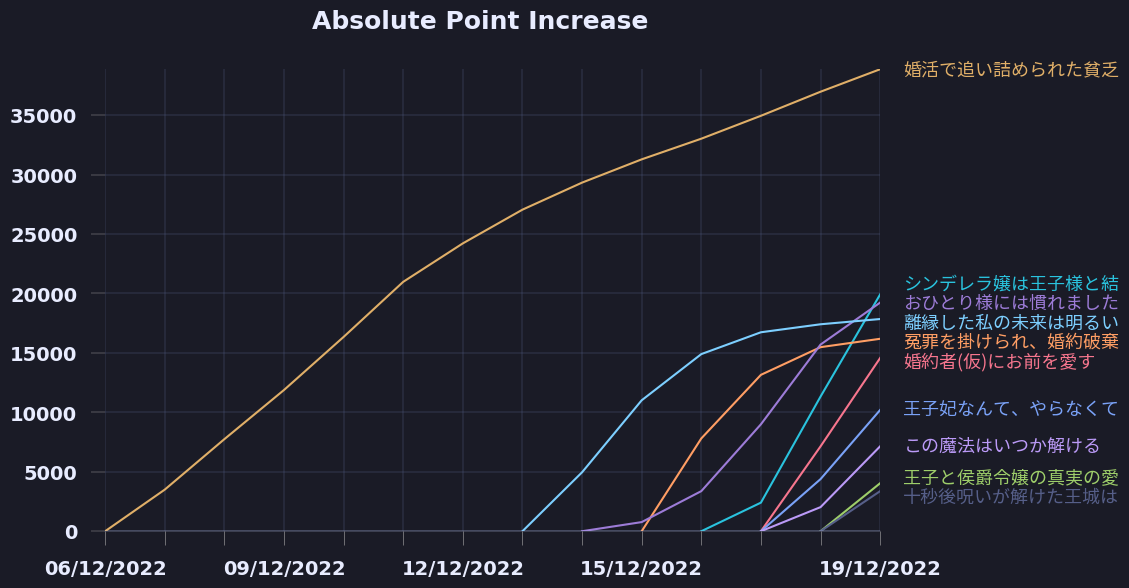 Absolute Point Increase
婚活で追い詰められた貧乏
35000
30000
25000
20000
シンデレラ嬢は王子様と結
おひとり様には慣れました
離縁した私の未来は明るい
冤罪を掛けられ、婚約破棄
15000
婚約者(仮)にお前を愛す
10000
王子妃なんて、やらなくて
この魔法はいつか解ける
5000
王子と侯爵令嬢の真実の愛
十秒後呪いが解けた王城は
0
06/12/2022 09/12/2022 12/12/2022 15/12/2022 19/12/2022